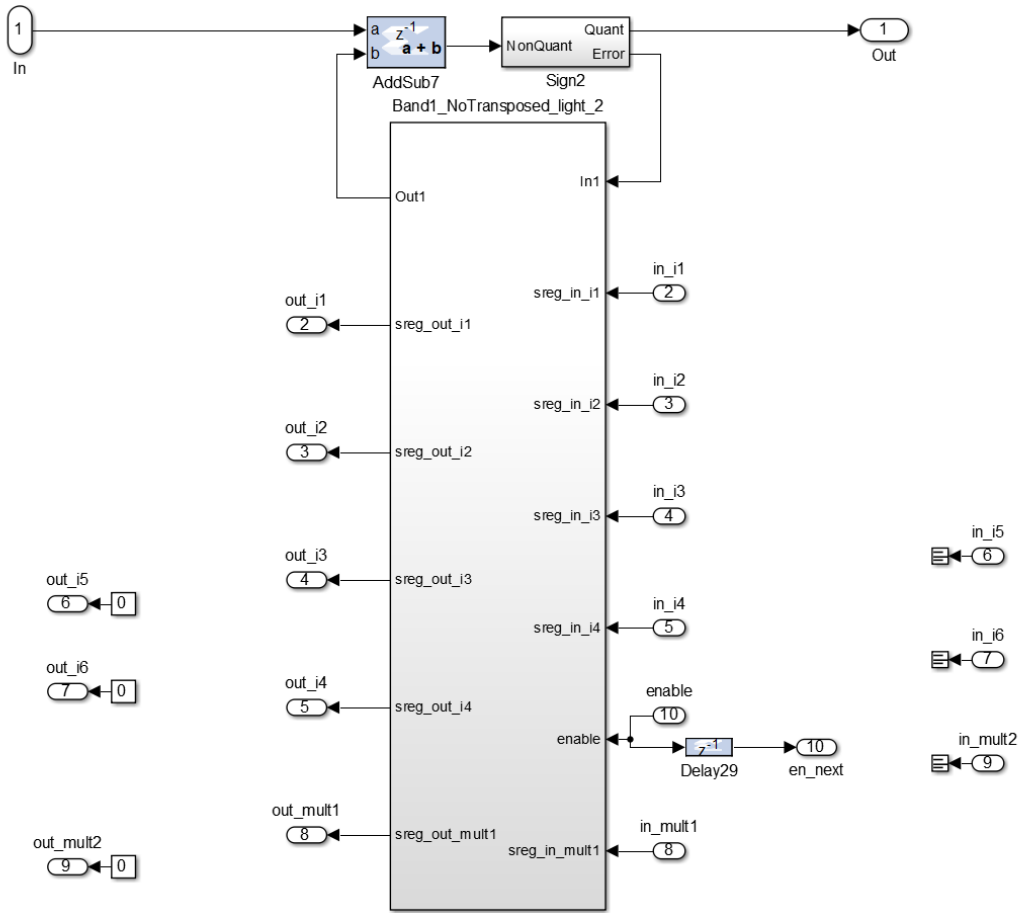 1
In
a
b
z-1
a + b
AddSub7
NonQuant
Quant
Error
Sign2
1
Out
Band1_NoTransposed_light_2
In1
Out1
in_i1
2
sreg_in_i1
out_i1
2
sreg_out_i1
in_i2
3
sreg_in_i2
out_i2
3
sreg_out_i2
in_i3
4
sreg_in_i3
in_i5
6
out_i3
4
sreg_out_i3
out_i5
6
0
in_i4
5
sreg_in_i4
in_i6
7
out_i6
7
0
out_i4
5
sreg_out_i4
enable
10
enable
z-1
Delay29
10
en_next
in_mult2
9
out_mult1
8
sreg_out_mult1
in_mult1
8
sreg_in_mult1
out_mult2
9
0